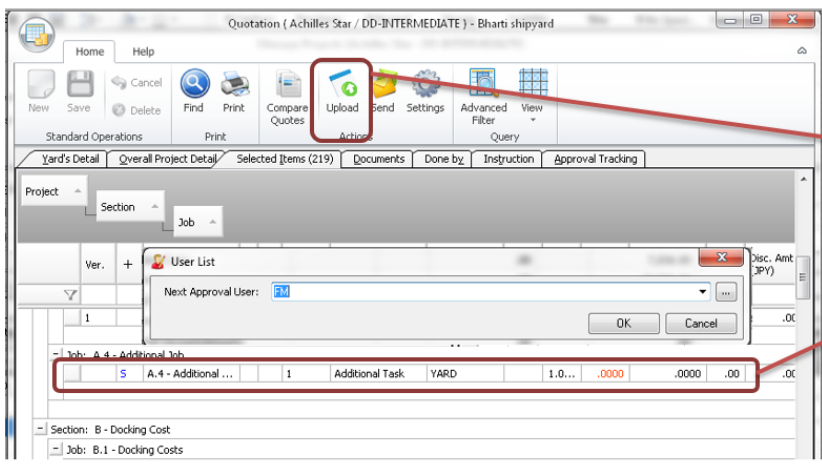 Quotation ( Achilles Star / DD-INTERMEDIATE ) - Bharti shipyard
Home Help
New Save Cancel Delete Find Print Compare Quotes Upload Send Settings Advanced Filter View
Standard Operations Print Actions Query
Yard's Detail Overall Project Detail Selected Items (219) Documents Done by Instruction Approval Tracking
Project
Section
Job
Ver. + Disc. Amt (JPY)
User List
Next Approval User: FM ...
1 .00
OK Cancel
Job: A.4 - Additional Job
S A.4 - Additional ... 1 Additional Task YARD 1.0... .0000 .0000 .00 .00
Section: B - Docking Cost
Job: B.1 - Docking Costs